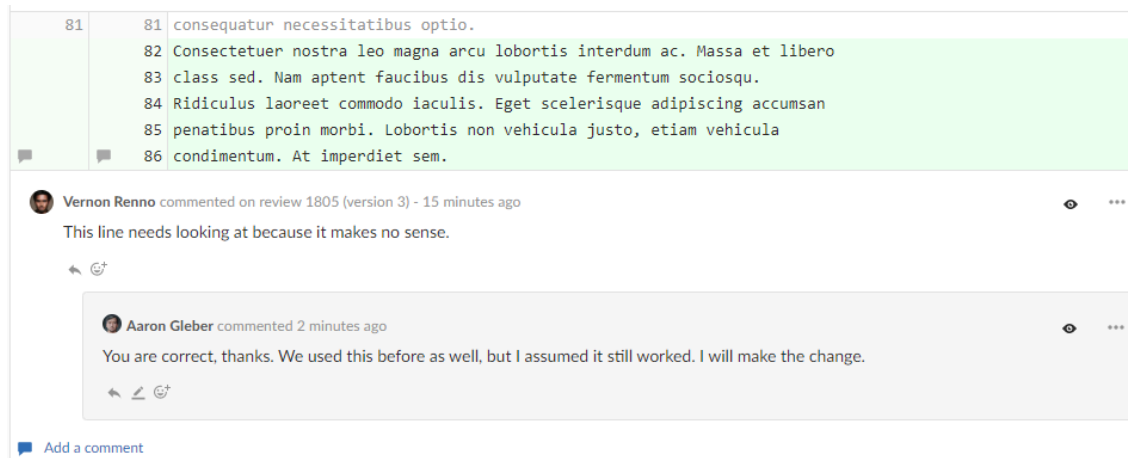 81 81 consequatur necessitatibus optio.
82 Consectetuer nostra leo magna arcu lobortis interdum ac. Massa et libero
83 class sed. Nam aptent faucibus dis vulputate fermentum sociosqu.
84 Ridiculus laoreet commodo iaculis. Eget scelerisque adipiscing accumsan
85 penatibus proin morbi. Lobortis non vehicula justo, etiam vehicula
86 condimentum. At imperdiet sem.
Vernon Renno commented on review 1805 (version 3) - 15 minutes ago
This line needs looking at because it makes no sense.
Aaron Gleber commented 2 minutes ago
You are correct, thanks. We used this before as well, but I assumed it still worked. I will make the change.
Add a comment